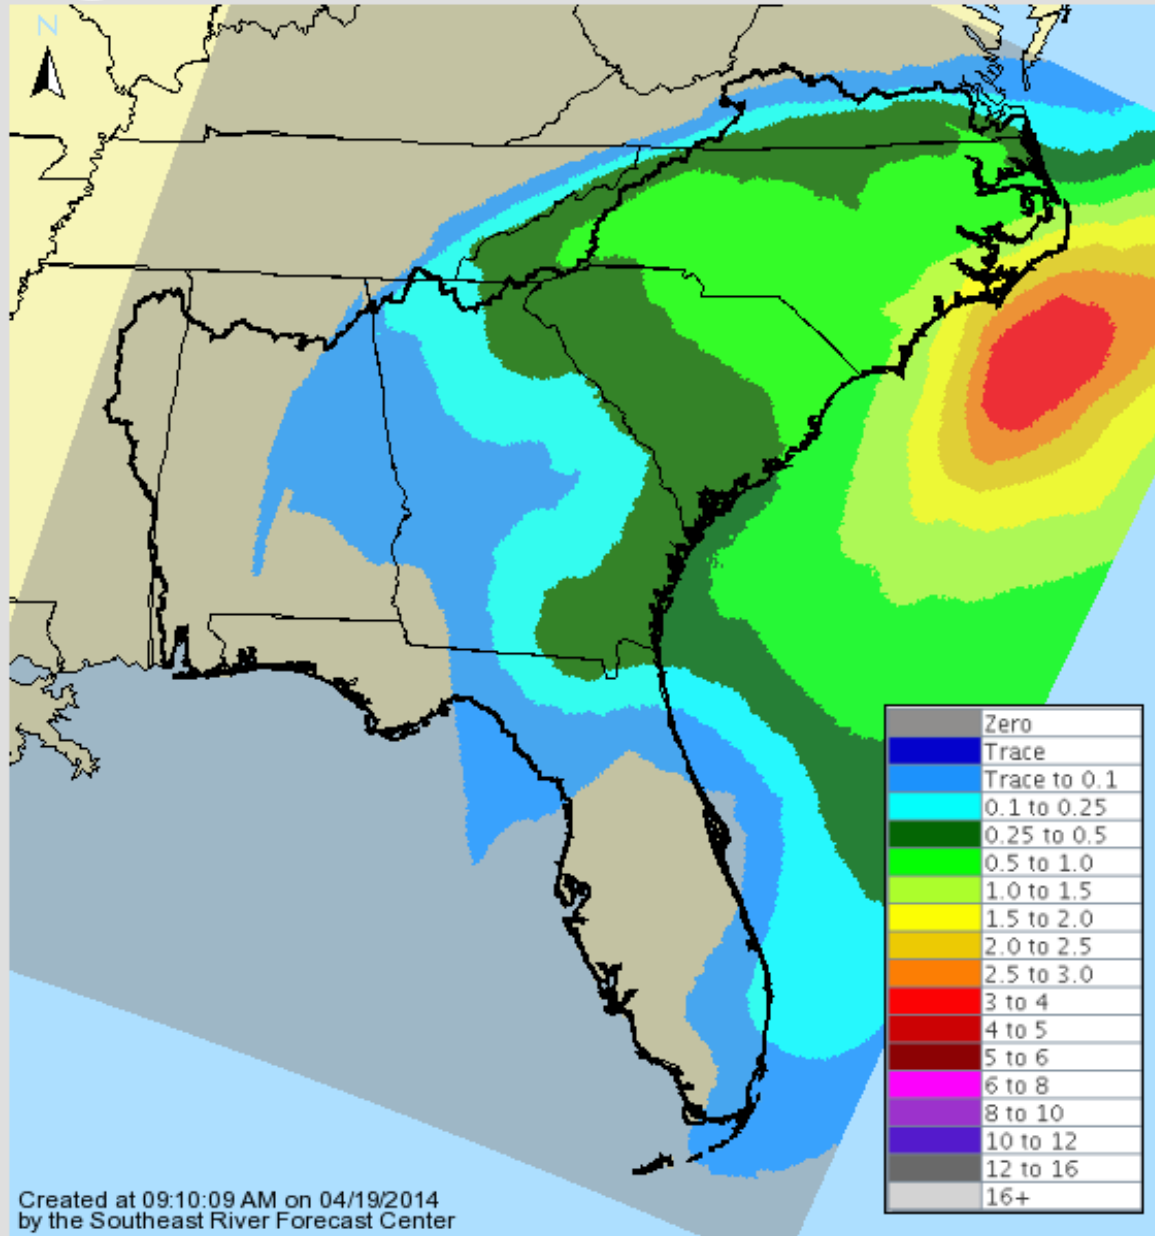 N
Zero
Trace
Trace to 0.1
0.1 to 0.25
0.25 to 0.5
0.5 to 1.0
1.0 to 1.5
1.5 to 2.0
2.0 to 2.5
2.5 to 3.0
3 to 4
4 to 5
5 to 6
6 to 8
8 to 10
10 to 12
12 to 16
16+
Created at 09:10:09 AM on 04/19/2014
by the Southeast River Forecast Center